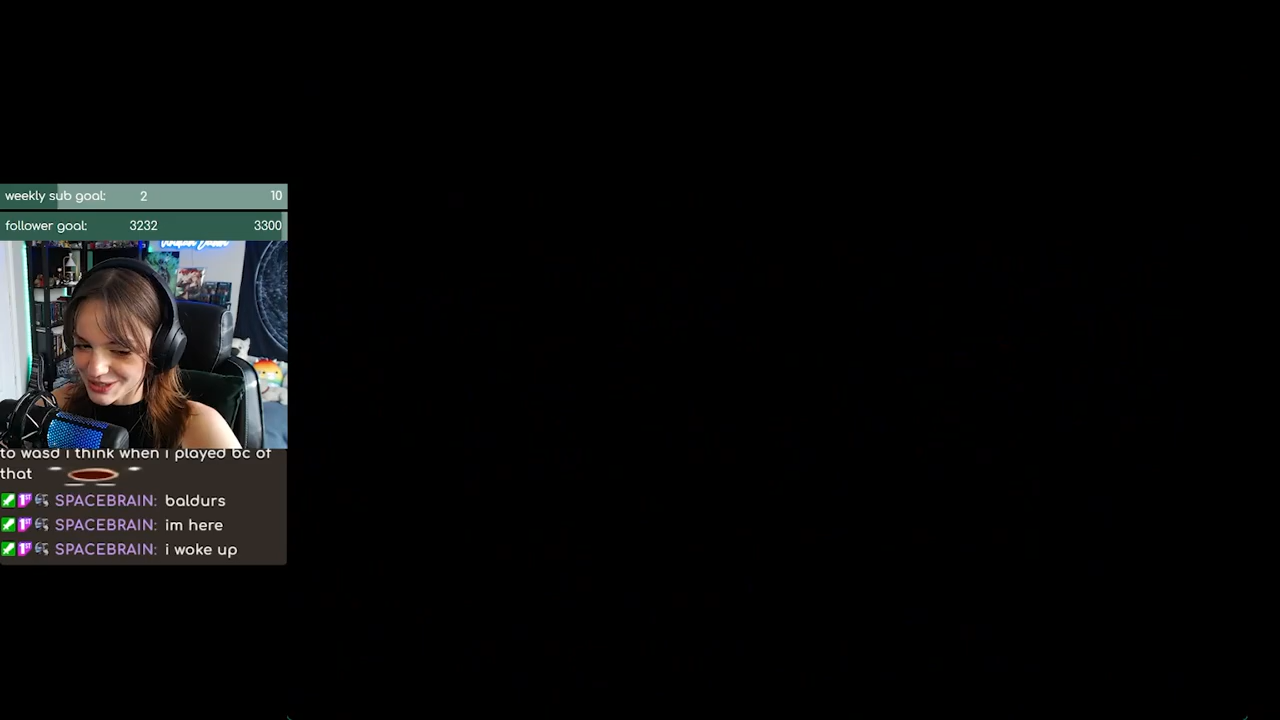 weekly sub goal: 2 10
follower goal: 3232 3300
to wasd i think when i played bc of
that
SPACEBRAIN: baldurs
SPACEBRAIN: im here
SPACEBRAIN: i woke up